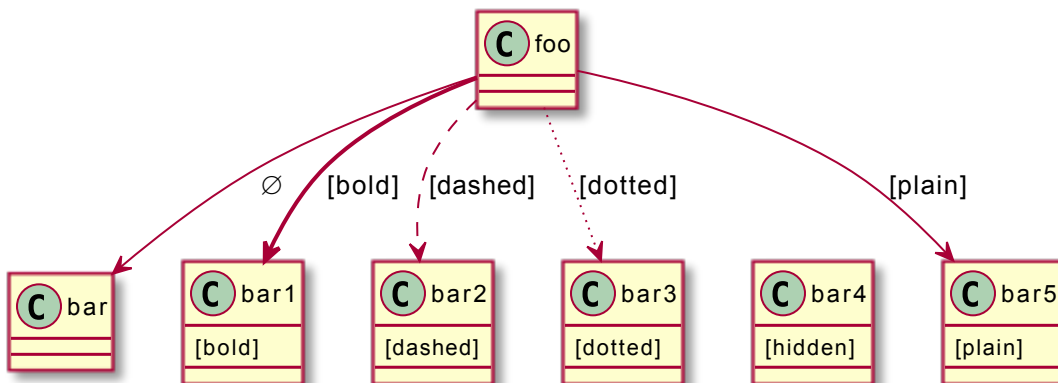 C foo
∅ [bold] [dashed] [dotted] [plain]
C bar
C bar1
[bold]
C bar2
[dashed]
C bar3
[dotted]
C bar4
[hidden]
C bar5
[plain]